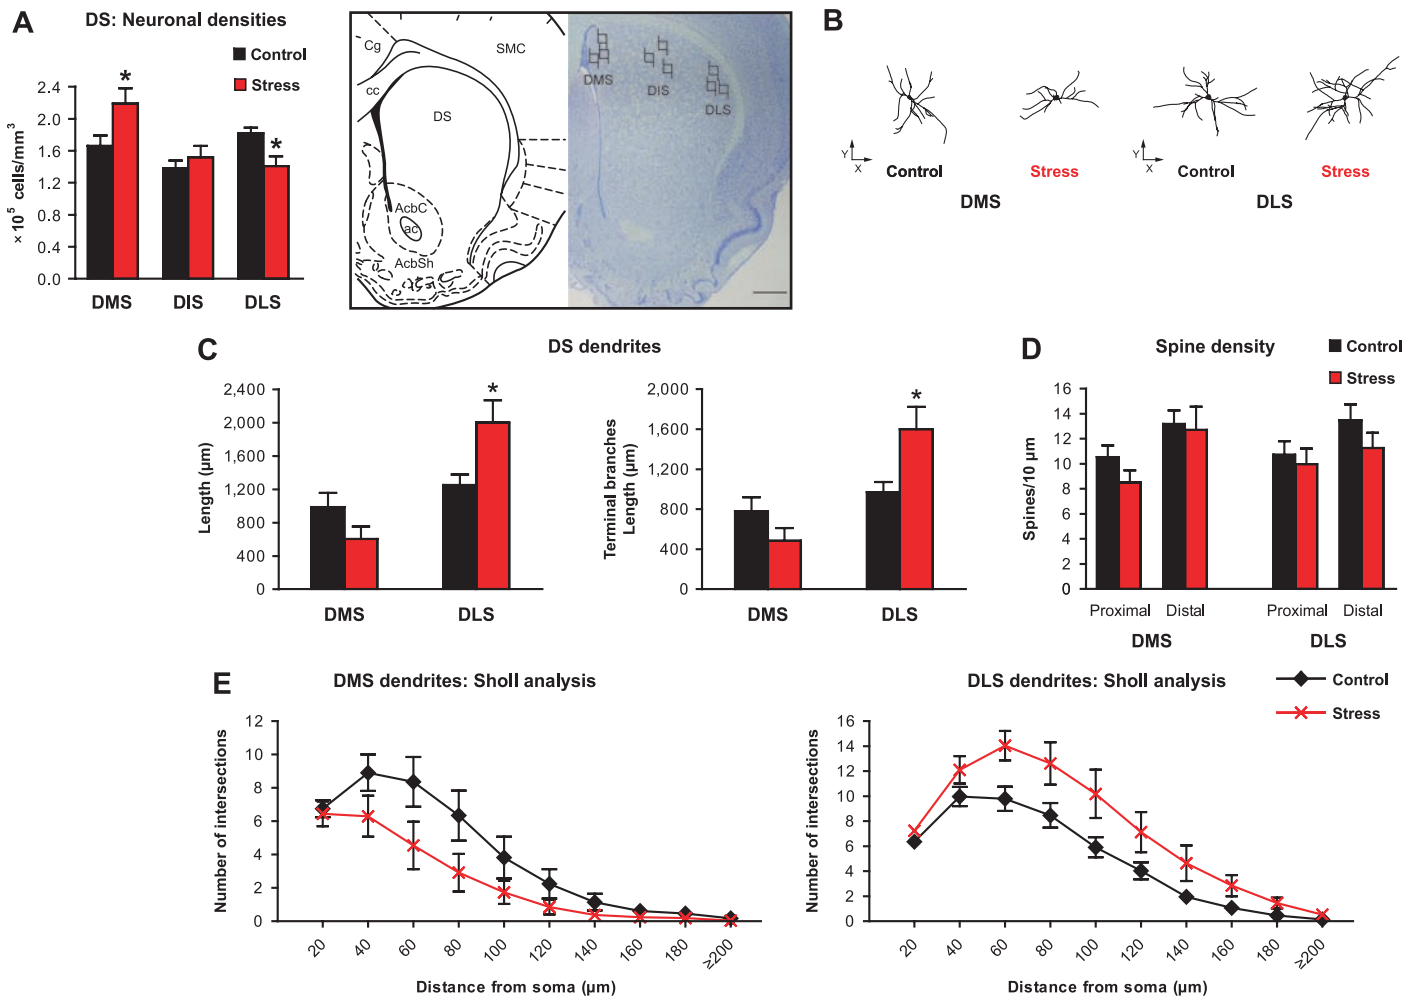 A
DS: Neuronal densities
Control
Stress
× 10⁵ cells/mm³
2.4
2.0
1.6
1.2
0.8
0.4
0.0
*
*
DMS
DIS
DLS
Cg
SMC
cc
DS
AcbC
ac
AcbSh
DMS
DIS
DLS
B
Y
X
Control
Stress
DMS
Y
X
Control
Stress
DLS
C
DS dendrites
Length (µm)
2,400
2,000
1,600
1,200
800
400
0
*
DMS
DLS
Terminal branches
Length (µm)
2,000
1,600
1,000
800
400
0
*
DMS
DLS
D
Spine density
Control
Stress
Spines/10 µm
16
14
12
10
8
6
4
2
0
Proximal
Distal
Proximal
Distal
DMS
DLS
E
DMS dendrites: Sholl analysis
Number of intersections
12
10
8
6
4
2
0
20
40
60
80
100
120
140
160
180
≥200
Distance from soma (µm)
DLS dendrites: Sholl analysis
Control
Stress
Number of intersections
16
14
12
10
8
6
4
2
0
20
40
60
80
100
120
140
160
180
≥200
Distance from soma (µm)